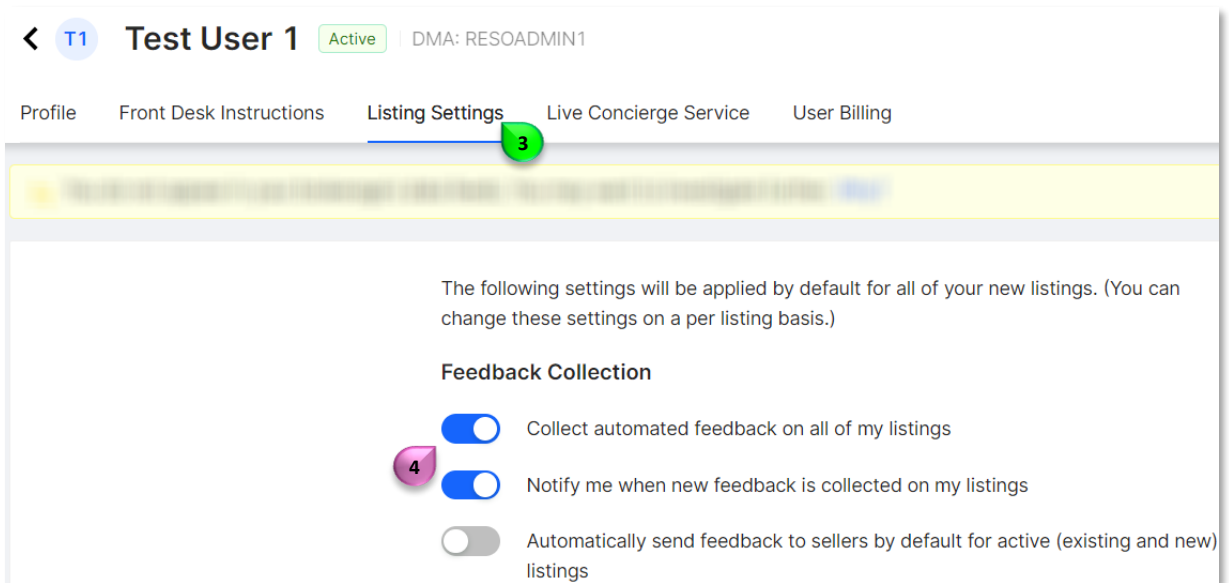 T1 Test User 1 Active DMA: RESOADMIN1
Profile Front Desk Instructions Listing Settings Live Concierge Service User Billing
3
The following settings will be applied by default for all of your new listings. (You can
change these settings on a per listing basis.)
Feedback Collection
Collect automated feedback on all of my listings
4
Notify me when new feedback is collected on my listings
Automatically send feedback to sellers by default for active (existing and new)
listings